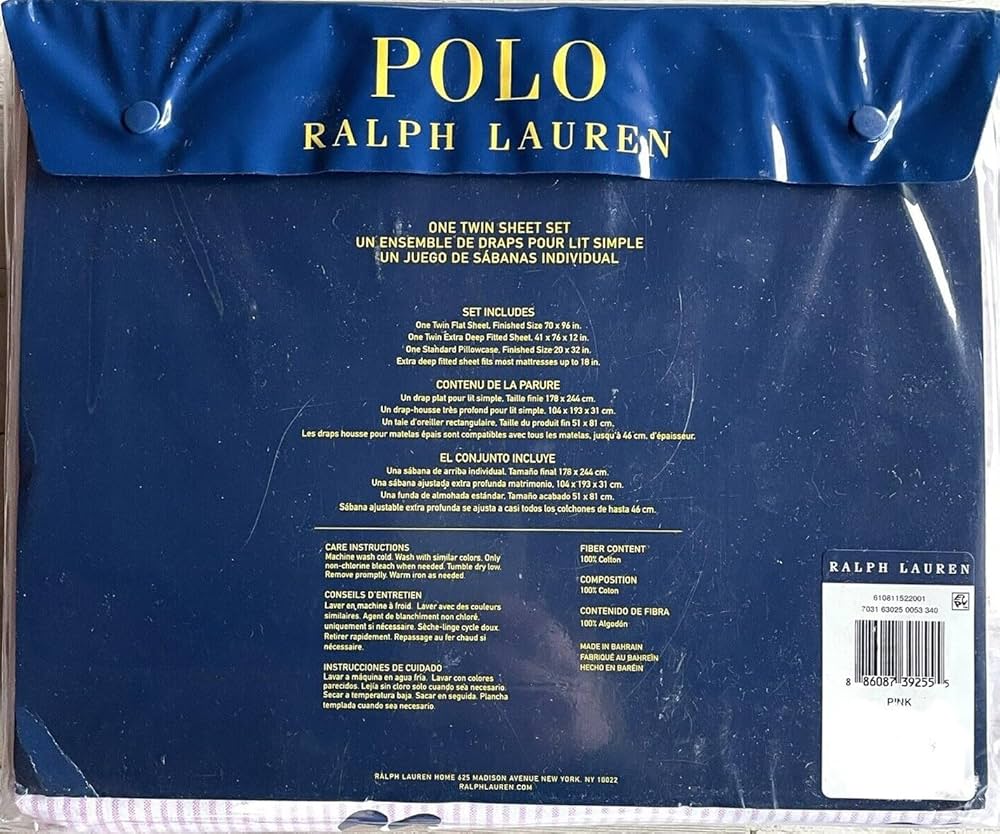 POLO
RALPH LAUREN
ONE TWIN SHEET SET
UN ENSEMBLE DE DRAPS POUR LIT SIMPLE
UN JUEGO DE SÁBANAS INDIVIDUAL
SET INCLUDES
One Twin Flat Sheet, Finished Size 70 x 96 in.
One Twin Extra Deep Fitted Sheet, 41 x 76 x 12 in.
One Standard Pillowcase, Finished Size 20 x 32 in.
Extra deep fitted sheet fits most mattresses up to 18 in.
CONTENU DE LA PARURE
Un drap plat pour lit simple, Taille finie 178 x 244 cm.
Un drap-housse très profond pour lit simple, 104 x 193 x 31 cm.
Un taie d'oreiller rectangulaire, Taille du produit fin 51 x 81 cm.
Les draps housse pour matelas épais sont compatibles avec tous les matelas, jusqu'à 46 cm. d'épaisseur.
EL CONJUNTO INCLUYE
Una sábana de arriba individual, Tamaño final 178 x 244 cm.
Una sábana ajustada extra profunda matrimonio, 104 x 193 x 31 cm.
Una funda de almohada estándar, Tamaño acabado 51 x 81 cm.
Sábana ajustable extra profunda se ajusta a casi todos los colchones de hasta 46 cm.
CARE INSTRUCTIONS
Machine wash cold. Wash with similar colors. Only
non-chlorine bleach when needed. Tumble dry low.
Remove promptly. Warm iron as needed.
CONSEILS D'ENTRETIEN
Laver en machine à froid. Laver avec des couleurs
similaires. Agent de blanchiment non chloré,
uniquement si nécessaire. Sèche-linge cycle doux.
Retirer rapidement. Repassage au fer chaud si
nécessaire.
INSTRUCCIONES DE CUIDADO
Lavar a máquina en agua fría. Lavar con colores
parecidos. Lejía sin cloro solo cuando sea necesario.
Secar a temperatura baja. Sacar en seguida. Plancha
templada cuando sea necesario.
FIBER CONTENT
100% Cotton
COMPOSITION
100% Coton
CONTENIDO DE FIBRA
100% Algodón
MADE IN BAHRAIN
FABRIQUÉ AU BAHREÏN
HECHO EN BARÉIN
RALPH LAUREN
610811522001
7031 63025 0053 340
8 86087 39255 5
PINK
RALPH LAUREN HOME 625 MADISON AVENUE NEW YORK, NY 10022
RALPHLAUREN.COM